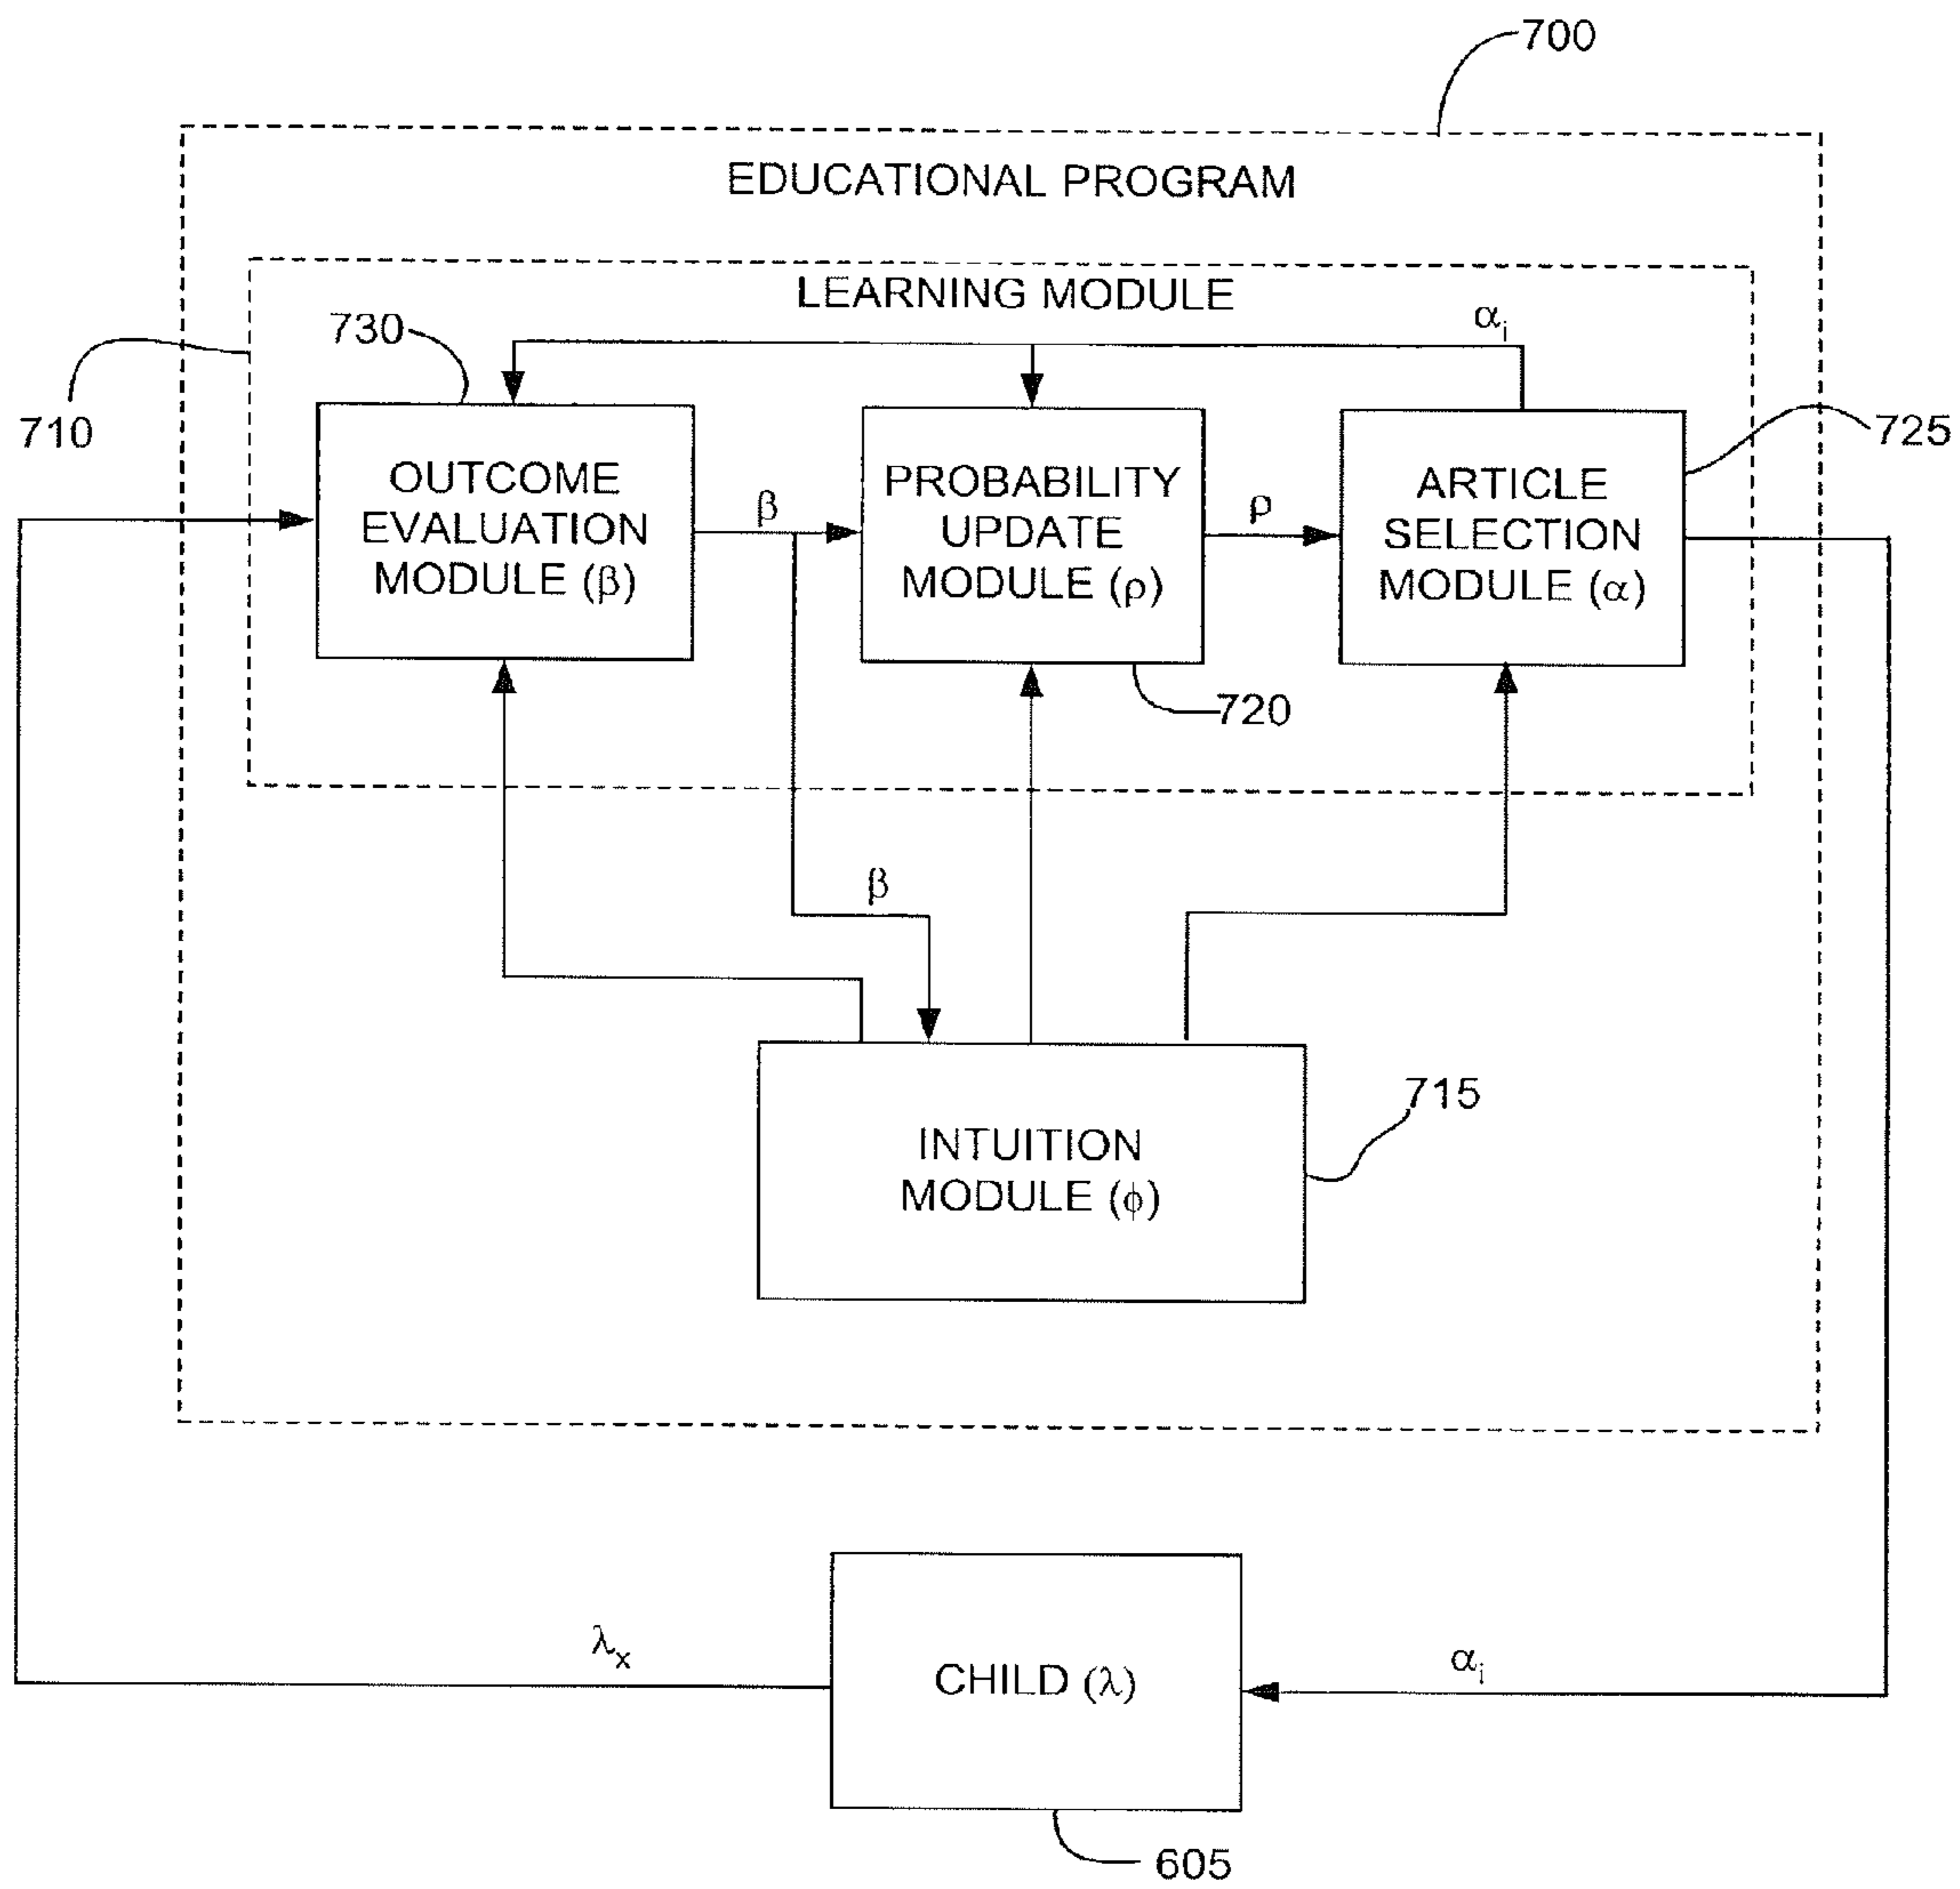 700
EDUCATIONAL PROGRAM
LEARNING MODULE
730
αi
710
725
OUTCOME
EVALUATION
MODULE (β)
β
PROBABILITY
UPDATE
MODULE (ρ)
ρ
ARTICLE
SELECTION
MODULE (α)
720
β
715
INTUITION
MODULE (ϕ)
λx
CHILD (λ)
αi
605